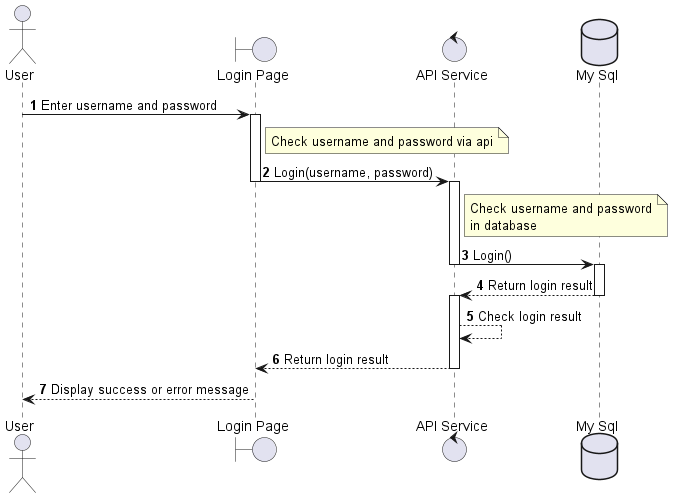 User
Login Page
API Service
My Sql
1 Enter username and password
Check username and password via api
2 Login(username, password)
Check username and password
in database
3 Login()
4 Return login result
5 Check login result
6 Return login result
7 Display success or error message
User
Login Page
API Service
My Sql